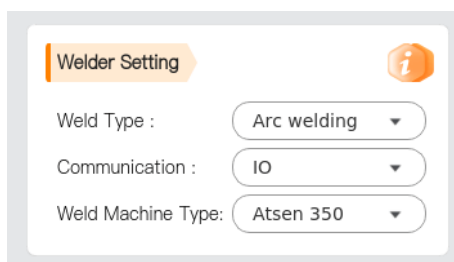 Welder Setting
i
Weld Type : Arc welding
Communication : IO
Weld Machine Type: Atsen 350